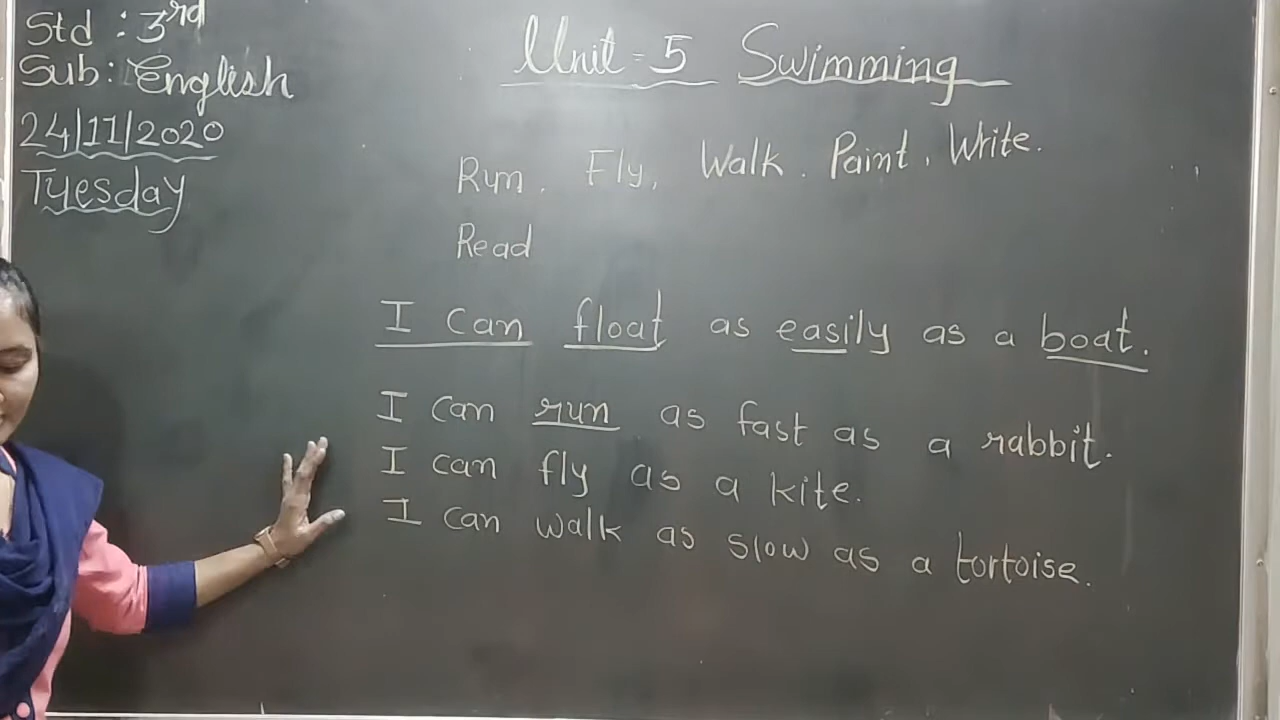 Std : 3rd
Sub: English
24/11/2020
Tuesday
Unit-5 Swimming
Run. Fly, Walk. Paint. Write.
Read
I can float as easily as a boat.
I can run as fast as a rabbit.
I can fly as a kite.
I can walk as slow as a tortoise.